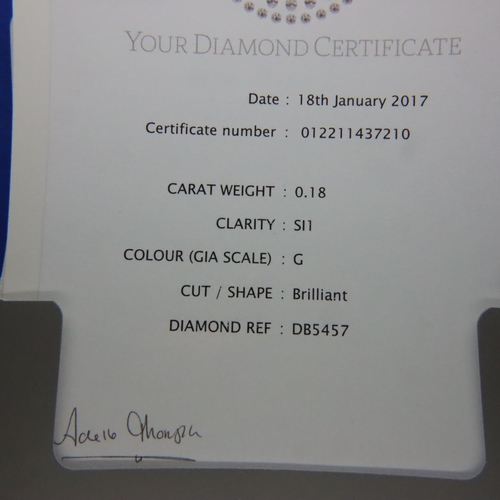 YOUR DIAMOND CERTIFICATE
Date : 18th January 2017
Certificate number : 012211437210
CARAT WEIGHT : 0.18
CLARITY : SI1
COLOUR (GIA SCALE) : G
CUT / SHAPE : Brilliant
DIAMOND REF : DB5457